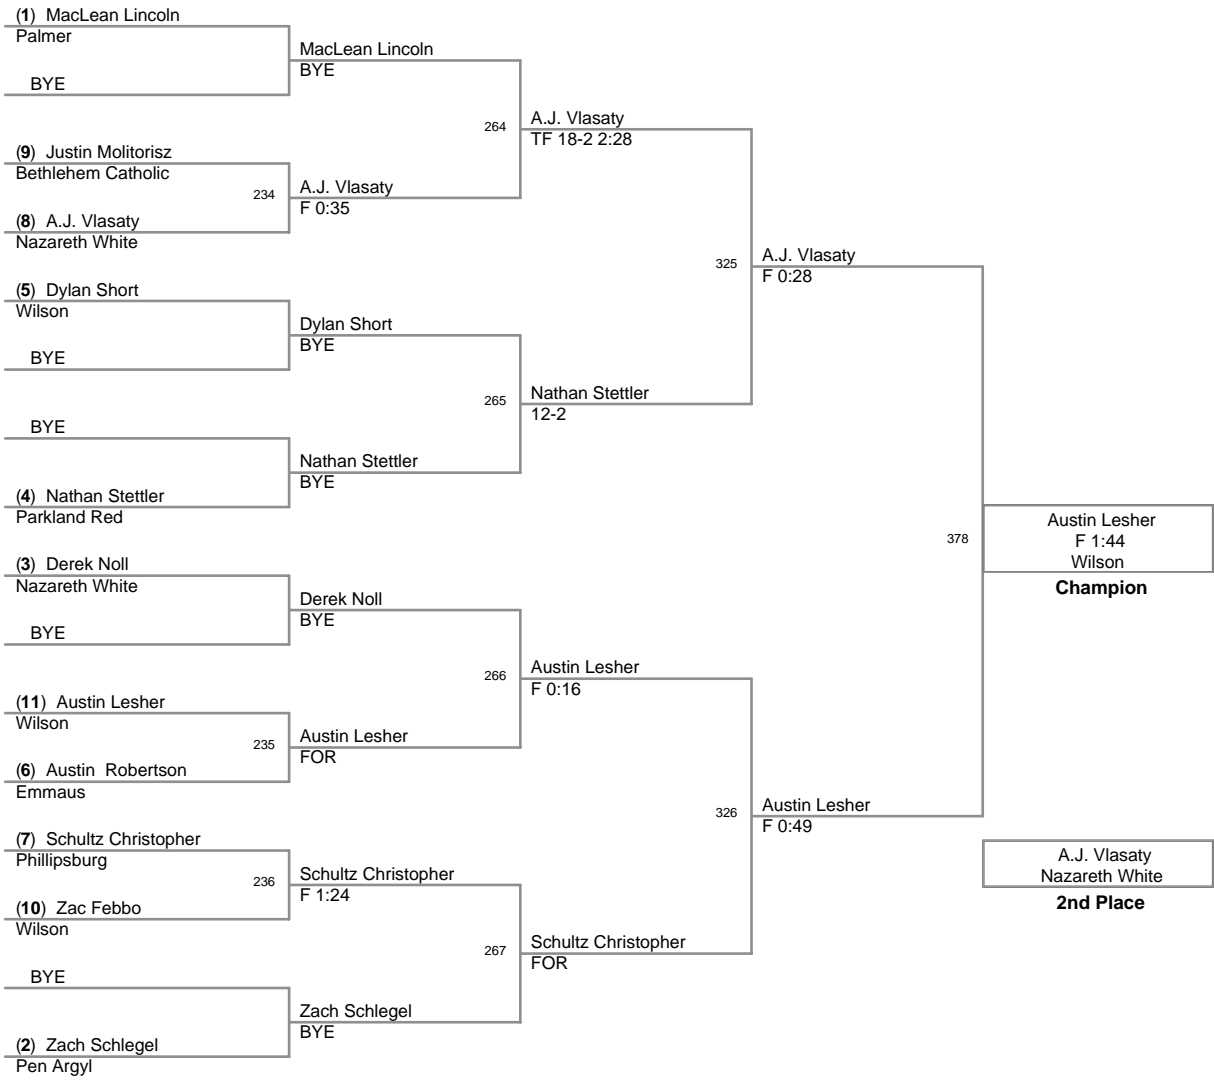 (1) MacLean Lincoln
Palmer
BYE
(9) Justin Molitorisz
Bethlehem Catholic
(8) A.J. Vlasaty
Nazareth White
(5) Dylan Short
Wilson
BYE
BYE
(4) Nathan Stettler
Parkland Red
(3) Derek Noll
Nazareth White
BYE
(11) Austin Lesher
Wilson
(6) Austin Robertson
Emmaus
(7) Schultz Christopher
Phillipsburg
(10) Zac Febbo
Wilson
BYE
(2) Zach Schlegel
Pen Argyl
MacLean Lincoln
BYE
234
A.J. Vlasaty
F 0:35
Dylan Short
BYE
Nathan Stettler
BYE
Derek Noll
BYE
235
Austin Lesher
FOR
236
Schultz Christopher
F 1:24
Zach Schlegel
BYE
264
A.J. Vlasaty
TF 18-2 2:28
265
Nathan Stettler
12-2
266
Austin Lesher
F 0:16
267
Schultz Christopher
FOR
325
A.J. Vlasaty
F 0:28
326
Austin Lesher
F 0:49
378
Austin Lesher
F 1:44
Wilson
Champion
A.J. Vlasaty
Nazareth White
2nd Place